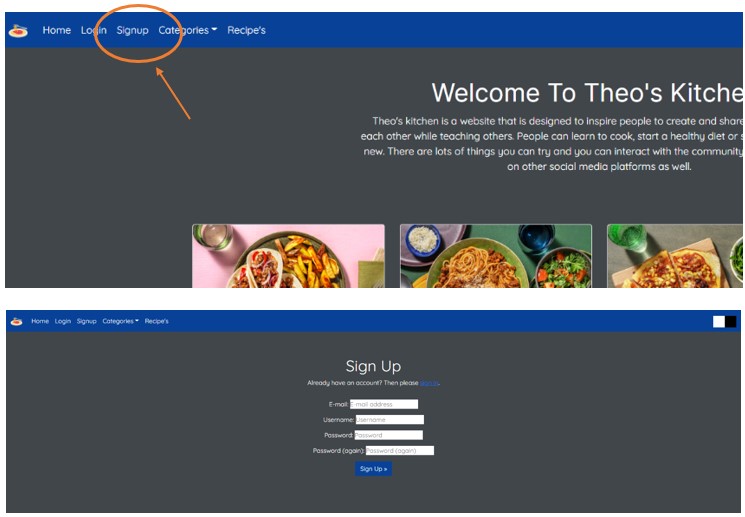 Home Login Signup Categories Recipe's
Welcome To Theo's Kitche
Theo's kitchen is a website that is designed to inspire people to create and share
each other while teaching others. People can learn to cook, start a healthy diet or s
new. There are lots of things you can try and you can interact with the community
on other social media platforms as well.
Home Login Signup Categories Recipe's
Sign Up
Already have an account? Then please sign in.
E-mail: E-mail address
Username: Username
Password: Password
Password (again): Password (again)
Sign Up »